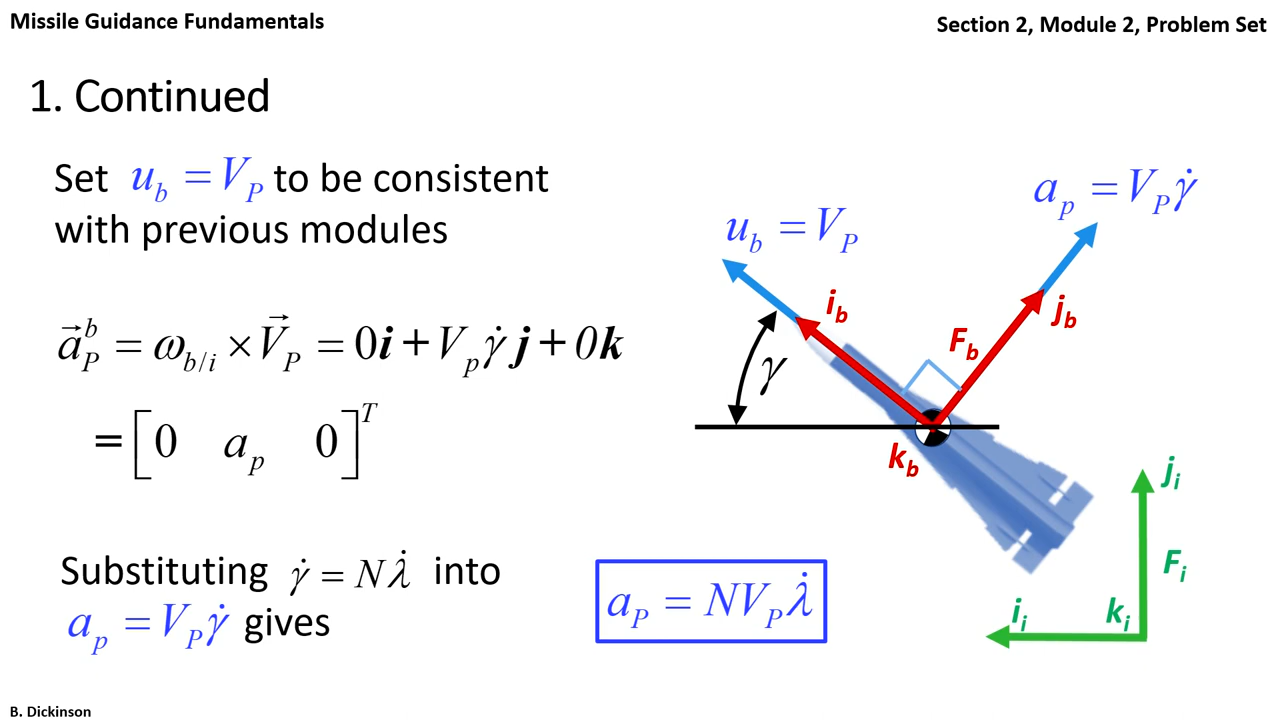 Missile Guidance Fundamentals
Section 2, Module 2, Problem Set
1. Continued
Set u_b = V_P to be consistent
with previous modules
a⃗_P^b = ω_{b/i} × V⃗_P = 0i + V_p γ̇ j + 0k
= [0 a_p 0]^T
Substituting γ̇ = Nλ̇ into
a_p = V_P γ̇ gives
a_P = NV_P λ̇
u_b = V_P
a_p = V_P γ̇
i_b
j_b
F_b
γ
k_b
j_i
F_i
i_i
k_i
B. Dickinson